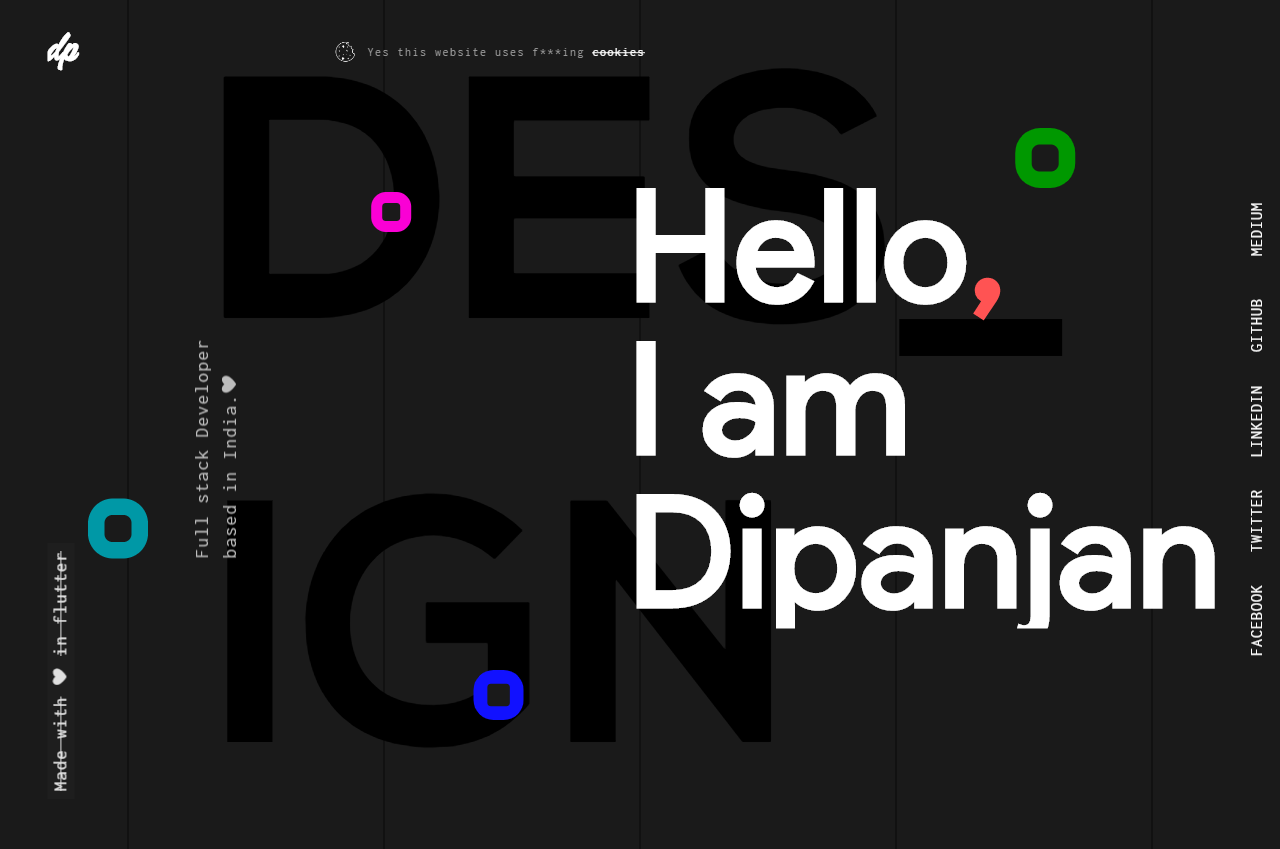 dp
Yes this website uses f***ing cookies
DES_
IGN
Hello,
I am
Dipanjan
Full stack Developer
based in India.🤍
Made with 🤍 in flutter
MEDIUM
GITHUB
LINKEDIN
TWITTER
FACEBOOK